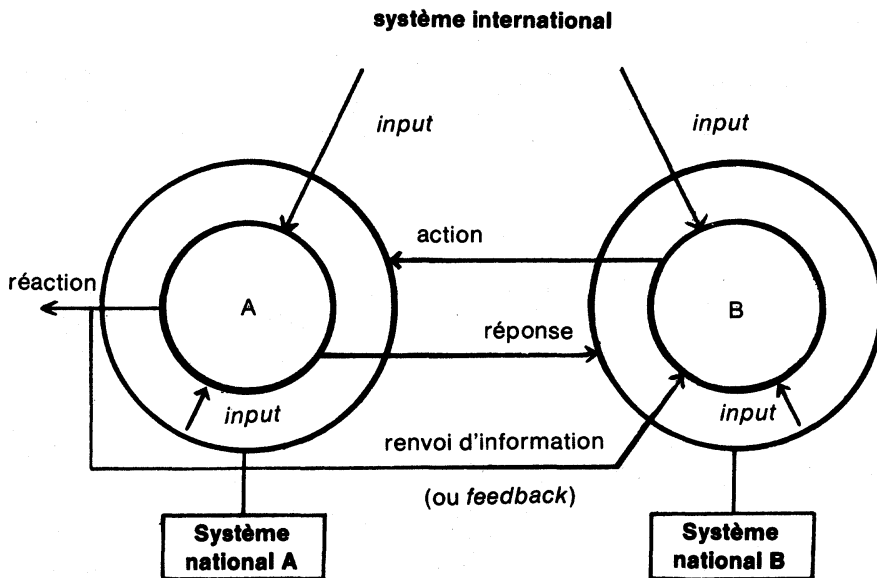 système international
input
input
action
réaction
A
B
réponse
input
input
renvoi d'information
(ou feedback)
Système
national A
Système
national B